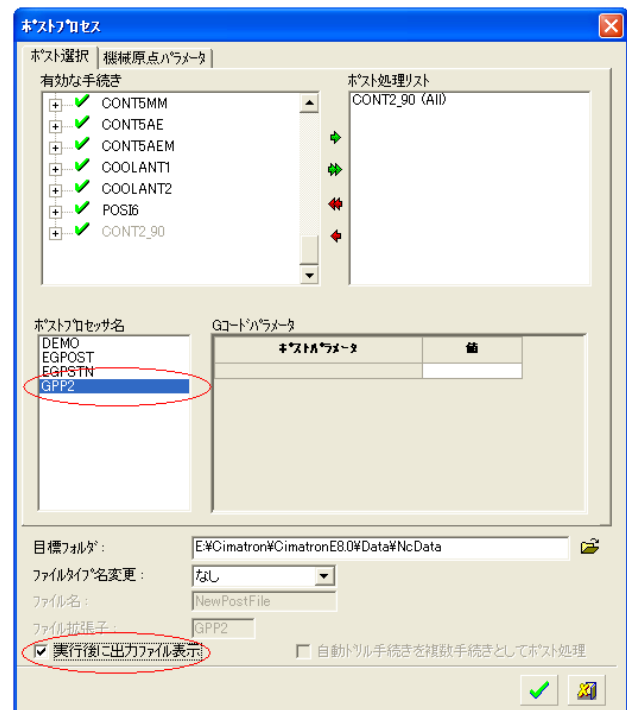 ﾎﾟｽﾄﾌﾟﾛｾｽ
ﾎﾟｽﾄ選択 機械原点ﾊﾟﾗﾒｰﾀ
有効な手続き
CONT5MM
CONT5AE
CONT5AEM
COOLANT1
COOLANT2
POSI6
CONT2_90
ﾎﾟｽﾄ処理ﾘｽﾄ
CONT2_90 (All)
ﾎﾟｽﾄﾌﾟﾛｾｯｻ名
DEMO
EGPOST
EGPSTN
GPP2
Gｺｰﾄﾞﾊﾟﾗﾒｰﾀ
ﾎﾟｽﾄﾊﾟﾗﾒｰﾀ 値
目標ﾌｫﾙﾀﾞ: E:¥Cimatron¥CimatronE8.0¥Data¥NcData
ﾌｧｲﾙﾀｲﾌﾟ名変更: なし
ﾌｧｲﾙ名: NewPostFile
ﾌｧｲﾙ拡張子: GPP2
実行後に出力ﾌｧｲﾙ表示 自動ﾄﾞﾘﾙ手続きを複数手続きとしてﾎﾟｽﾄ処理